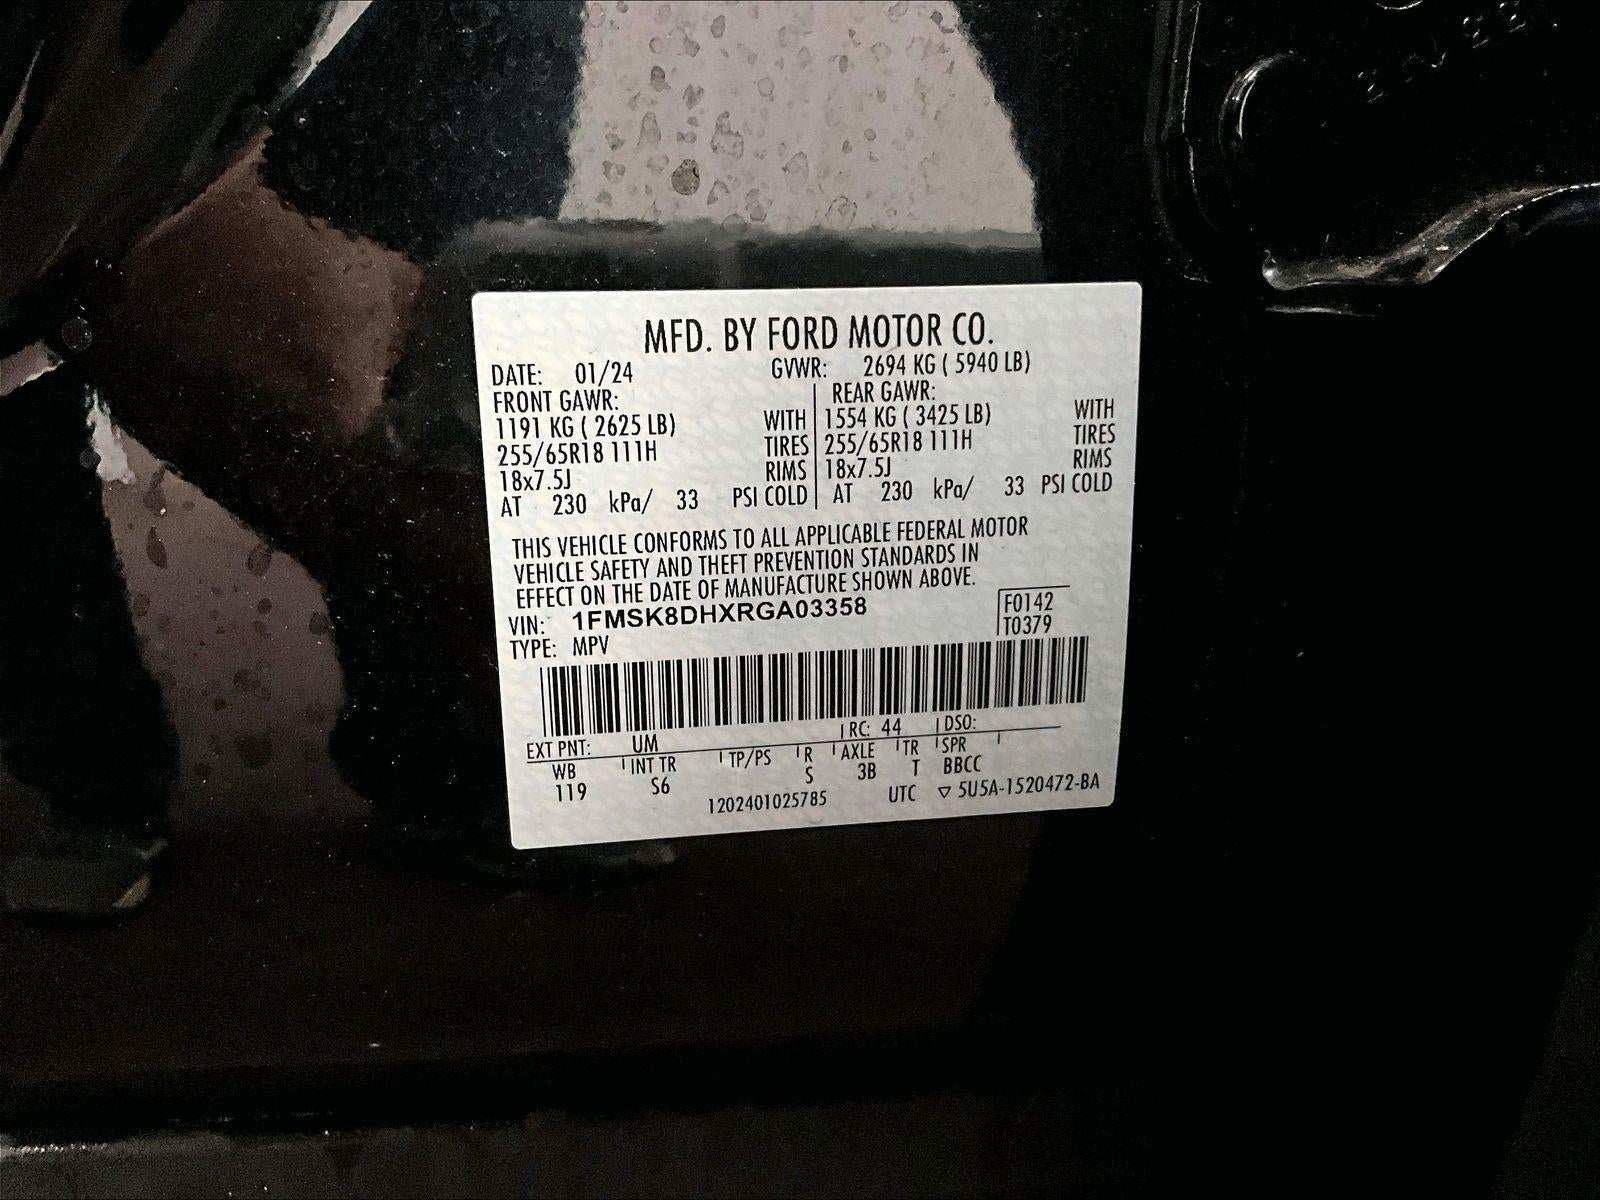 MFD. BY FORD MOTOR CO.
DATE: 01/24 GVWR: 2694 KG ( 5940 LB)
FRONT GAWR: REAR GAWR:
1191 KG ( 2625 LB) WITH 1554 KG ( 3425 LB) WITH
255/65R18 111H TIRES 255/65R18 111H TIRES
18x7.5J RIMS 18x7.5J RIMS
AT 230 kPa/ 33 PSI COLD AT 230 kPa/ 33 PSI COLD
THIS VEHICLE CONFORMS TO ALL APPLICABLE FEDERAL MOTOR
VEHICLE SAFETY AND THEFT PREVENTION STANDARDS IN
EFFECT ON THE DATE OF MANUFACTURE SHOWN ABOVE.
VIN: 1FMSK8DHXRGA03358 F0142
TYPE: MPV T0379
EXT PNT: UM RC: 44 DSO:
WB INT TR TP/PS R AXLE TR SPR
119 S6 S 3B T BBCC
1202401025785 UTC ▽ 5U5A-1520472-BA